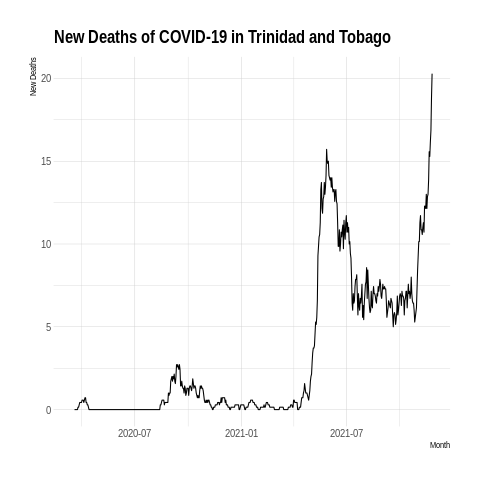 New Deaths of COVID-19 in Trinidad and Tobago
New Deaths
20
15
10
5
0
2020-07
2021-01
2021-07
Month